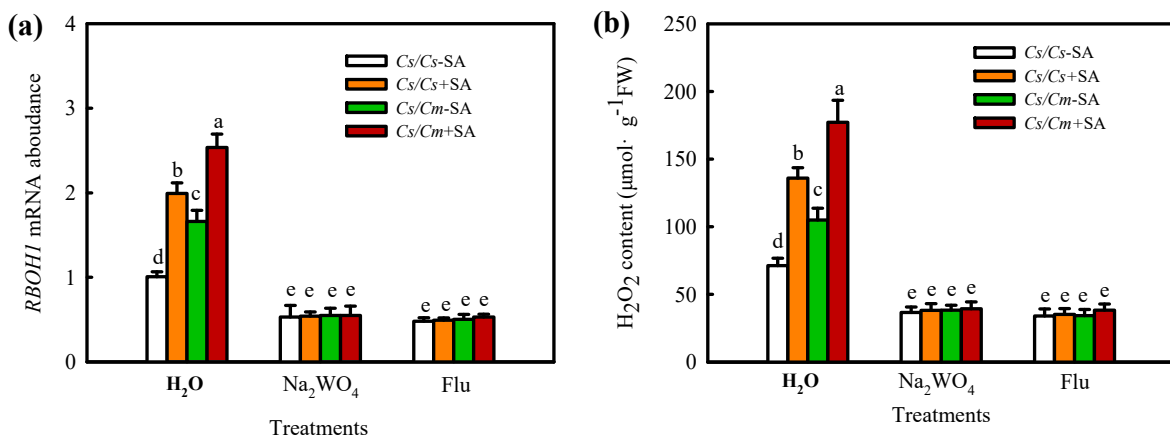 (a)
RBOH1 mRNA aboudance
4
3
2
1
0
Cs/Cs-SA
Cs/Cs+SA
Cs/Cm-SA
Cs/Cm+SA
d
b
c
a
e e e e
e e e e
H₂O Na₂WO₄ Flu
Treatments
(b)
H₂O₂ content (μmol· g⁻¹FW)
250
200
150
100
50
0
Cs/Cs-SA
Cs/Cs+SA
Cs/Cm-SA
Cs/Cm+SA
d
b
c
a
e e e e
e e e e
H₂O Na₂WO₄ Flu
Treatments